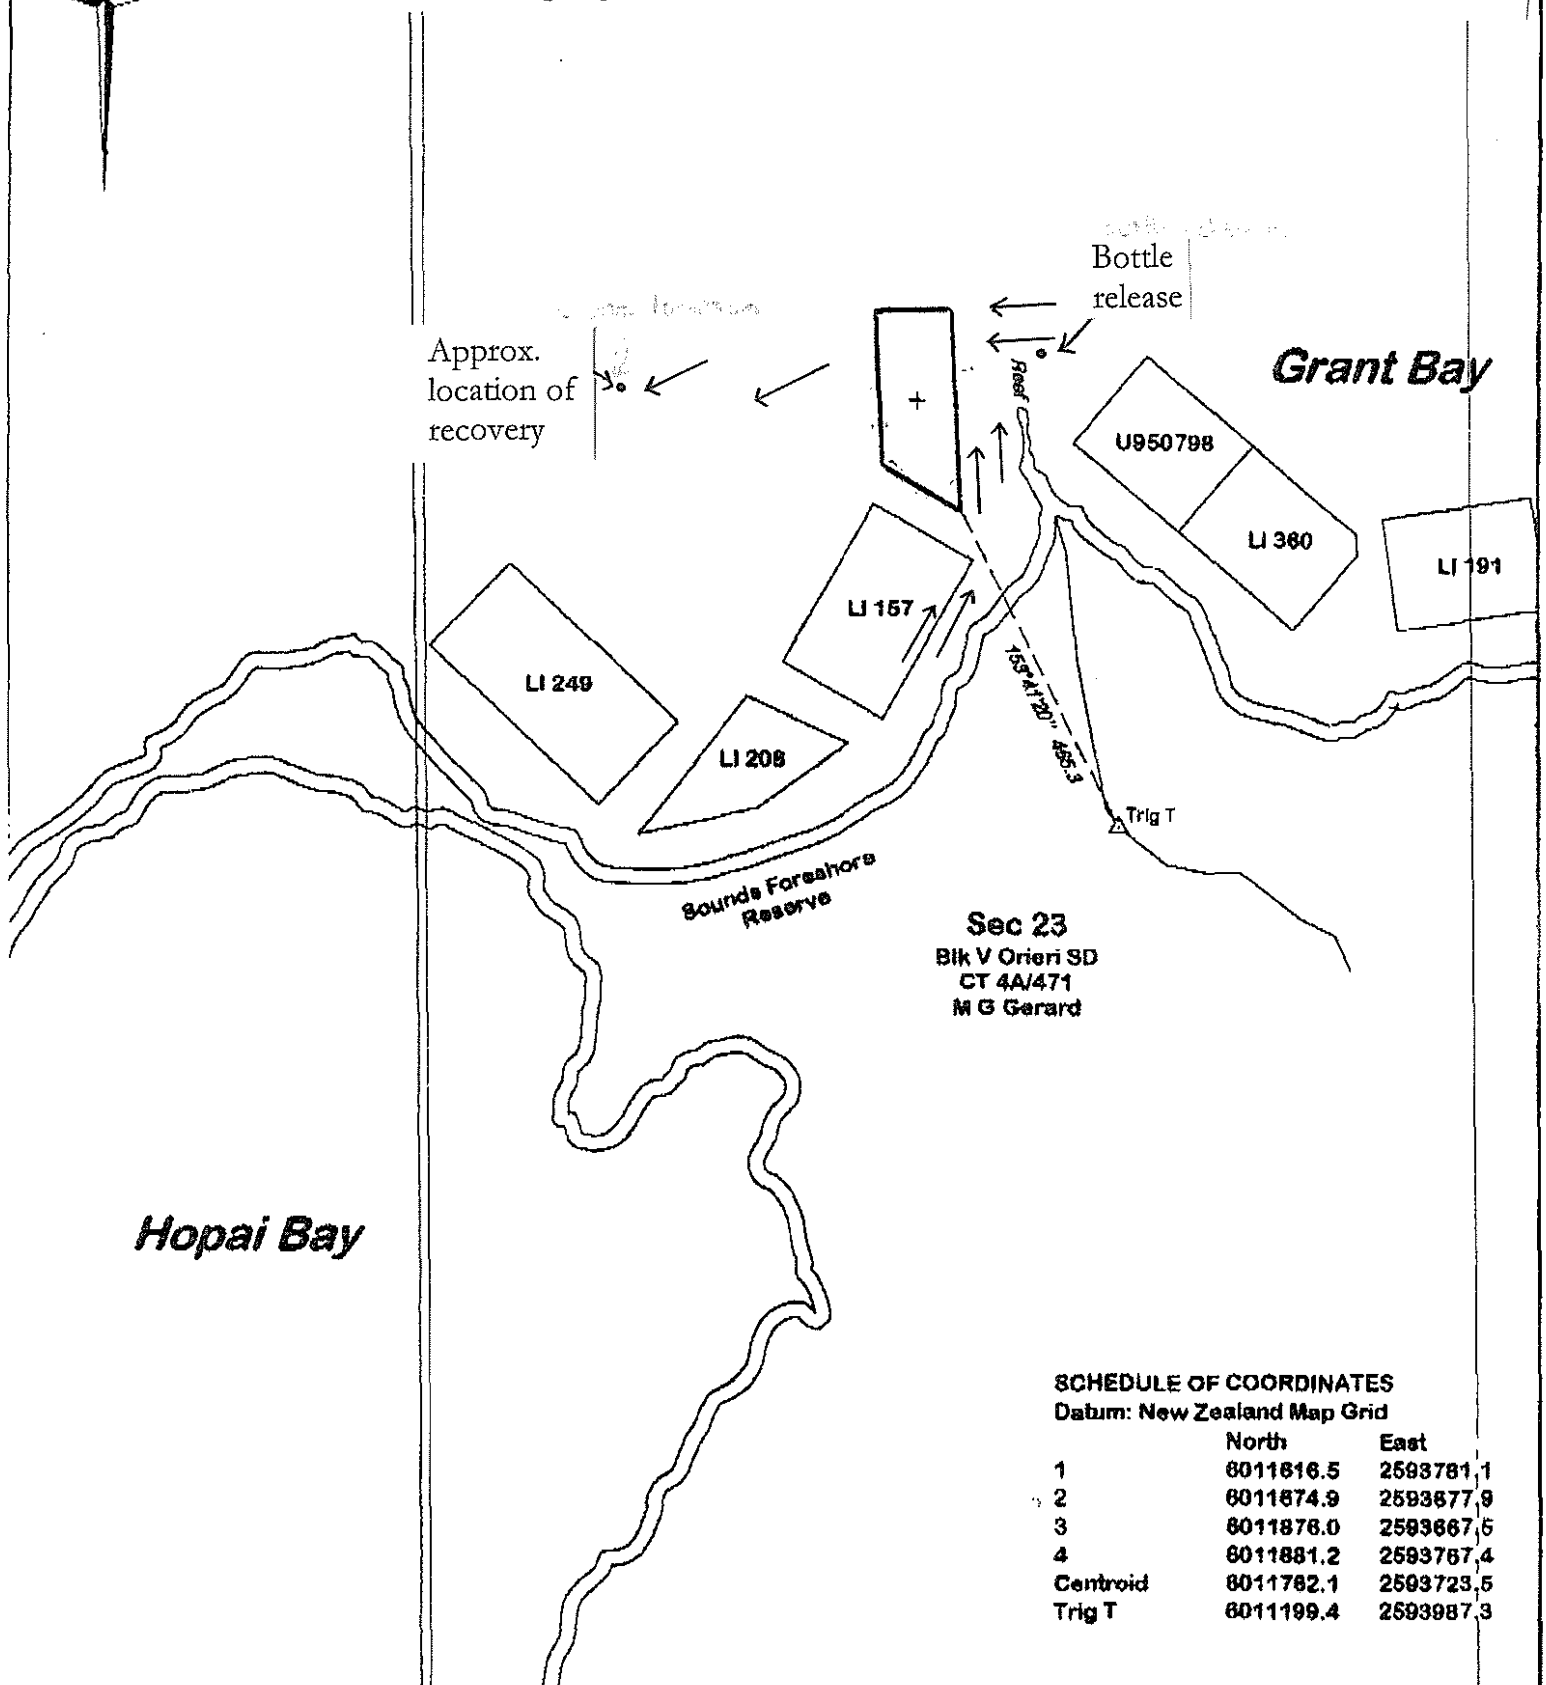 Bottle
release
Approx.
location of
recovery
Reef
Grant Bay
U950798
LI 360
LI 191
LI 157
LI 249
LI 208
153°41'20" 465.3
Trig T
Sounds Foreshore
Reserve
Sec 23
Blk V Orieri SD
CT 4A/471
M G Gerard
Hopai Bay
SCHEDULE OF COORDINATES
Datum: New Zealand Map Grid
North East
1 6011616.5 2593781.1
2 6011674.9 2593677.9
3 6011876.0 2593667.5
4 6011881.2 2593767.4
Centroid 6011762.1 2593723.5
Trig T 6011199.4 2593987.3